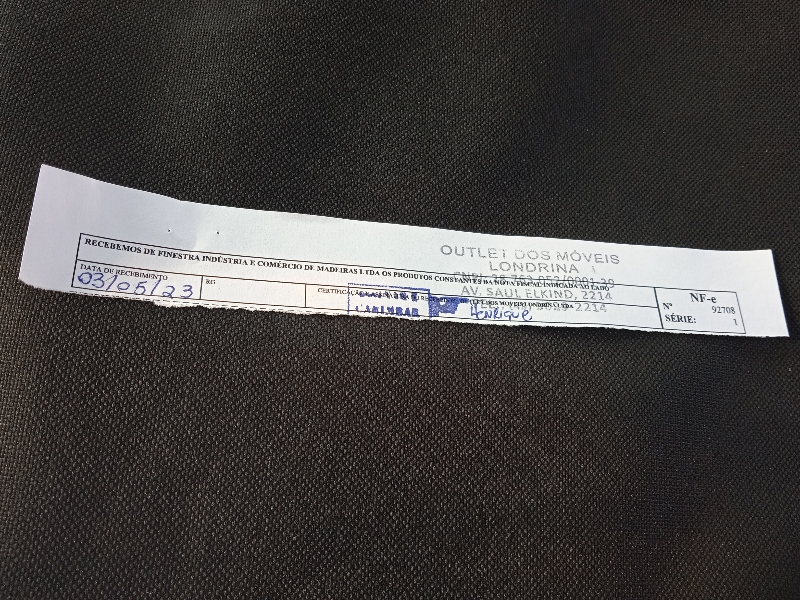 OUTLET DOS MÓVEIS
LONDRINA I
RECEBEMOS DE FINESTRA INDÚSTRIA E COMÉRCIO DE MADEIRAS LTDA OS PRODUTOS CONSTANTES DA NOTA FISCAL INDICADA AO LADO
AV. SAUL ELKIND, 2214
DATA DE RECEBIMENTO
03/05/23
RG
HENRIQUE
NF-e
Nº 92708
SÉRIE: 1